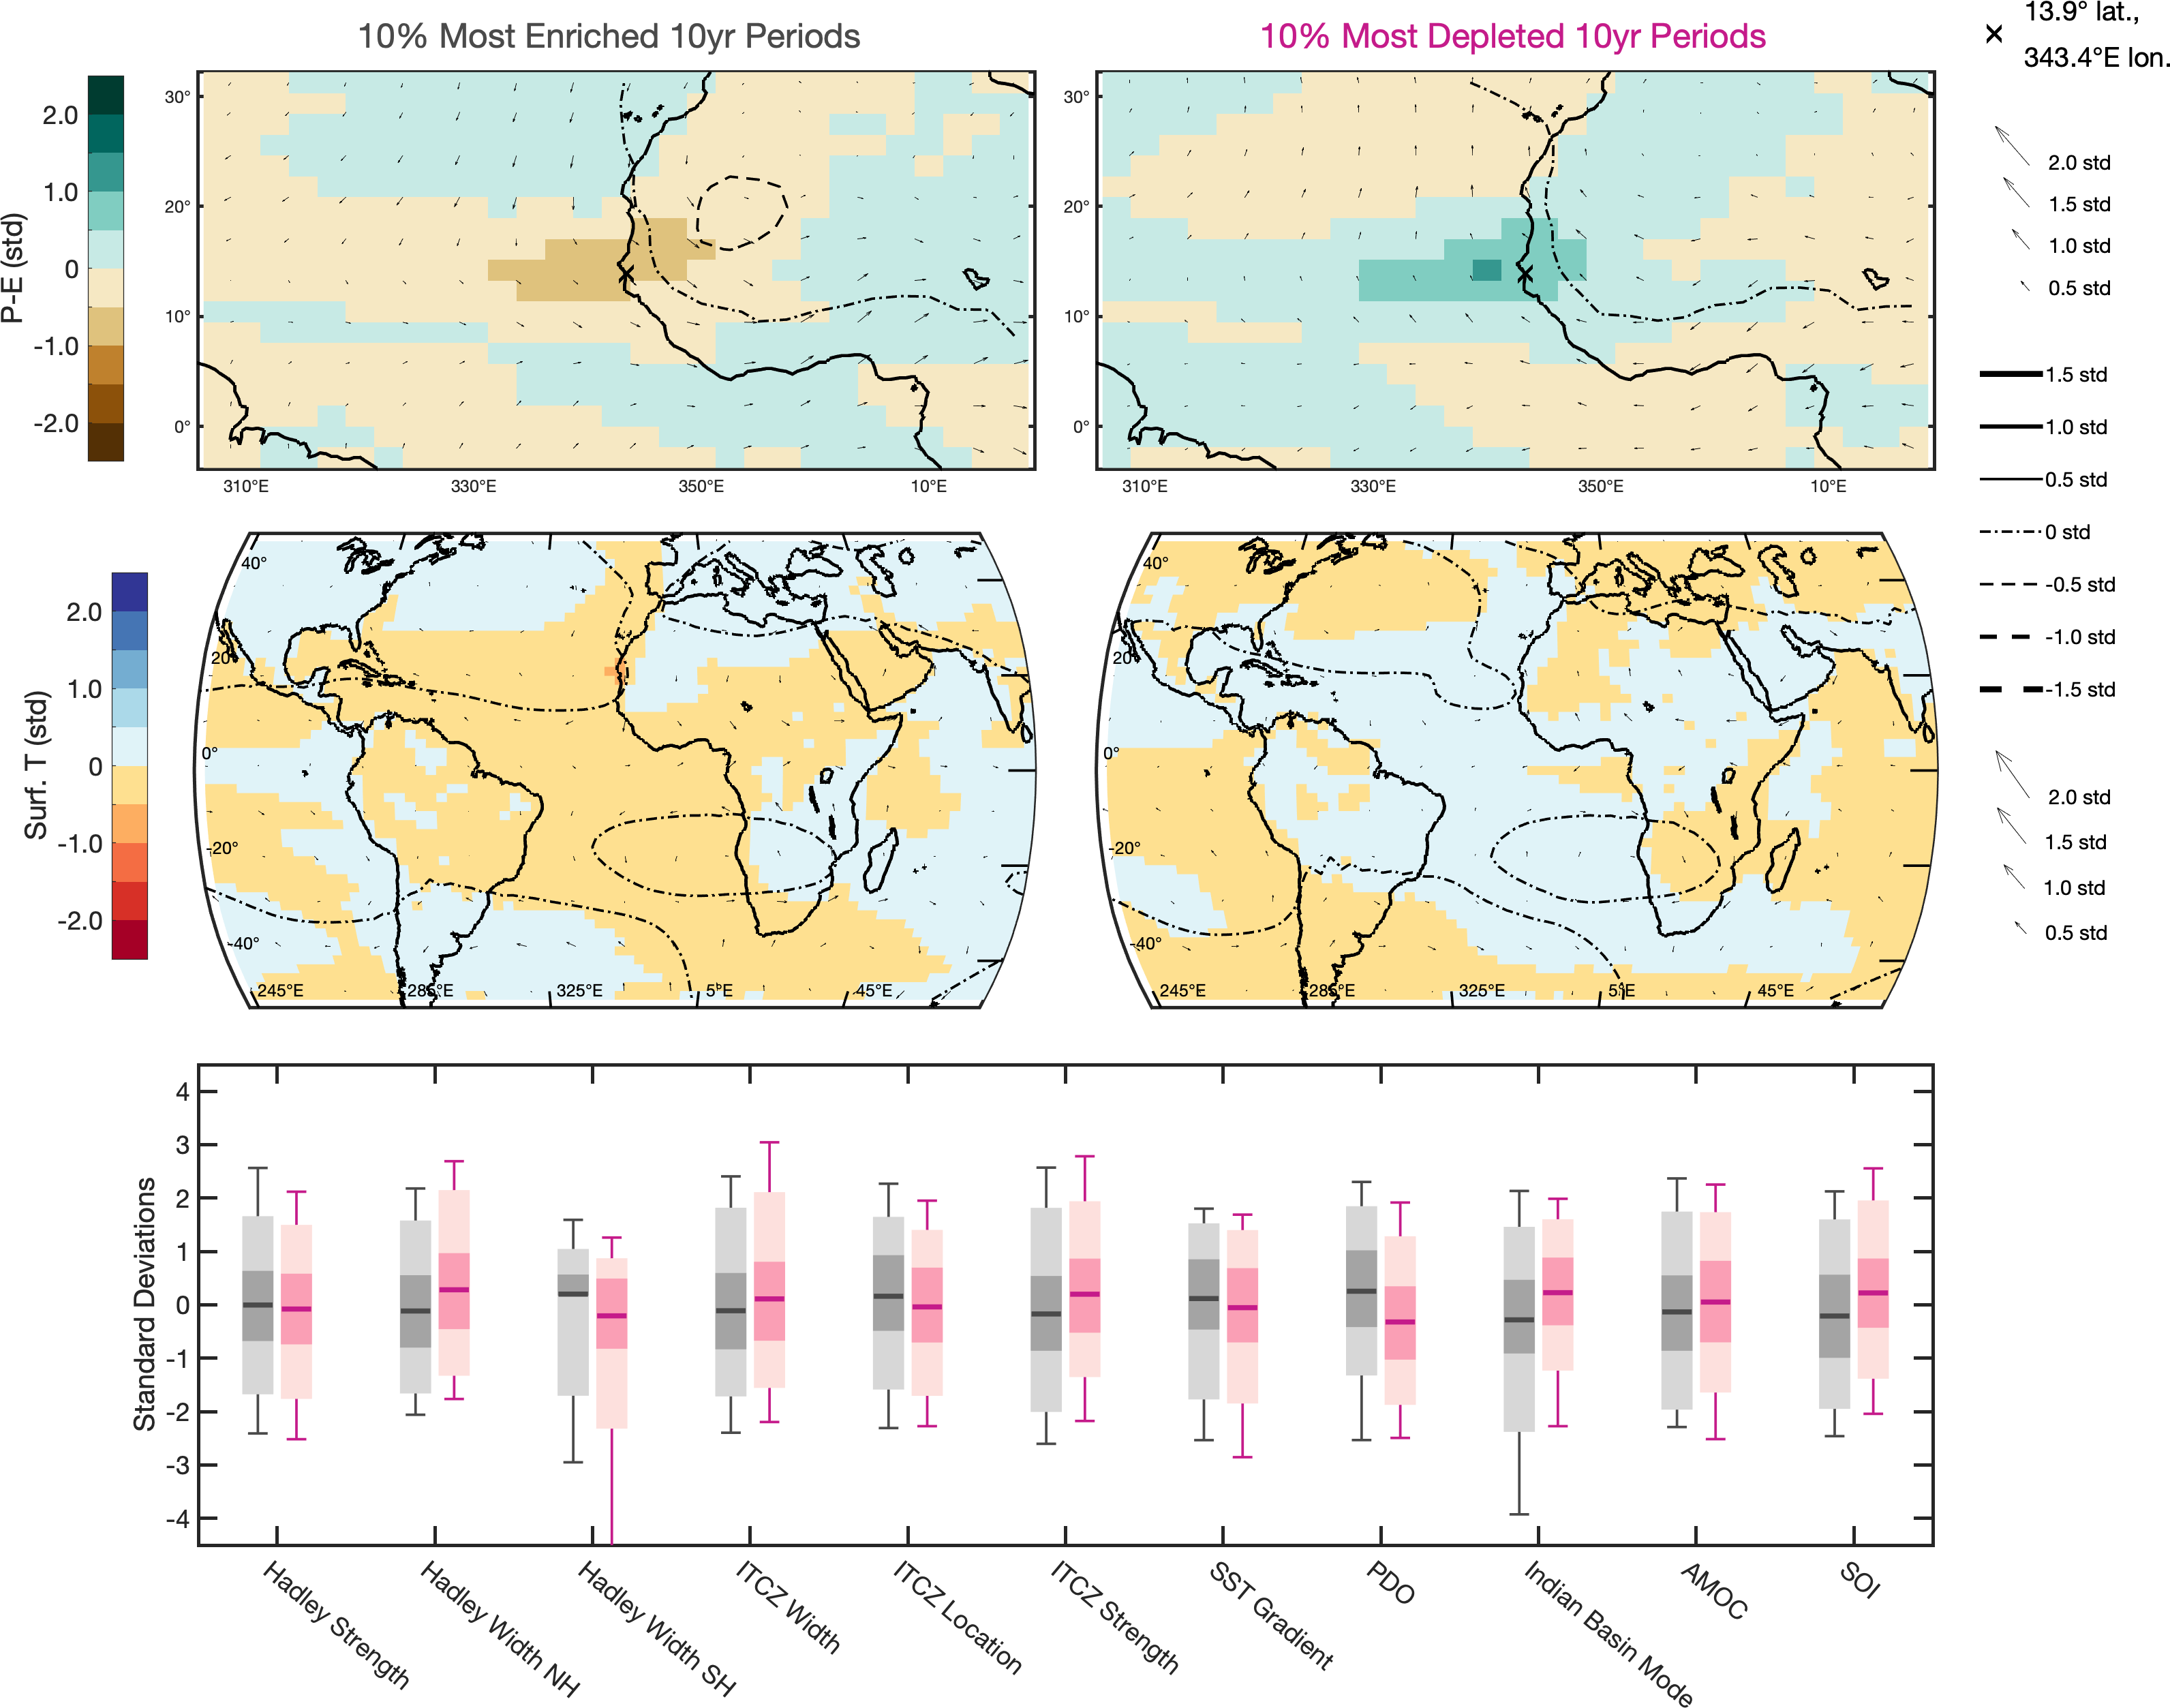 10% Most Enriched 10yr Periods
10% Most Depleted 10yr Periods
13.9° lat.,
343.4°E lon.
P-E (std)
2.0
1.0
0
-1.0
-2.0
30°
20°
10°
0°
310°E 330°E 350°E 10°E
30°
20°
10°
0°
310°E 330°E 350°E 10°E
2.0 std
1.5 std
1.0 std
0.5 std
1.5 std
1.0 std
0.5 std
0 std
-0.5 std
-1.0 std
-1.5 std
Surf. T (std)
2.0
1.0
0
-1.0
-2.0
40°
20°
0°
-20°
-40°
245°E 285°E 325°E 5°E 45°E
40°
20°
0°
-20°
-40°
245°E 285°E 325°E 5°E 45°E
2.0 std
1.5 std
1.0 std
0.5 std
Standard Deviations
4
3
2
1
0
-1
-2
-3
-4
Hadley Strength
Hadley Width NH
Hadley Width SH
ITCZ Width
ITCZ Location
ITCZ Strength
SST Gradient
PDO
Indian Basin Mode
AMOC
SOI